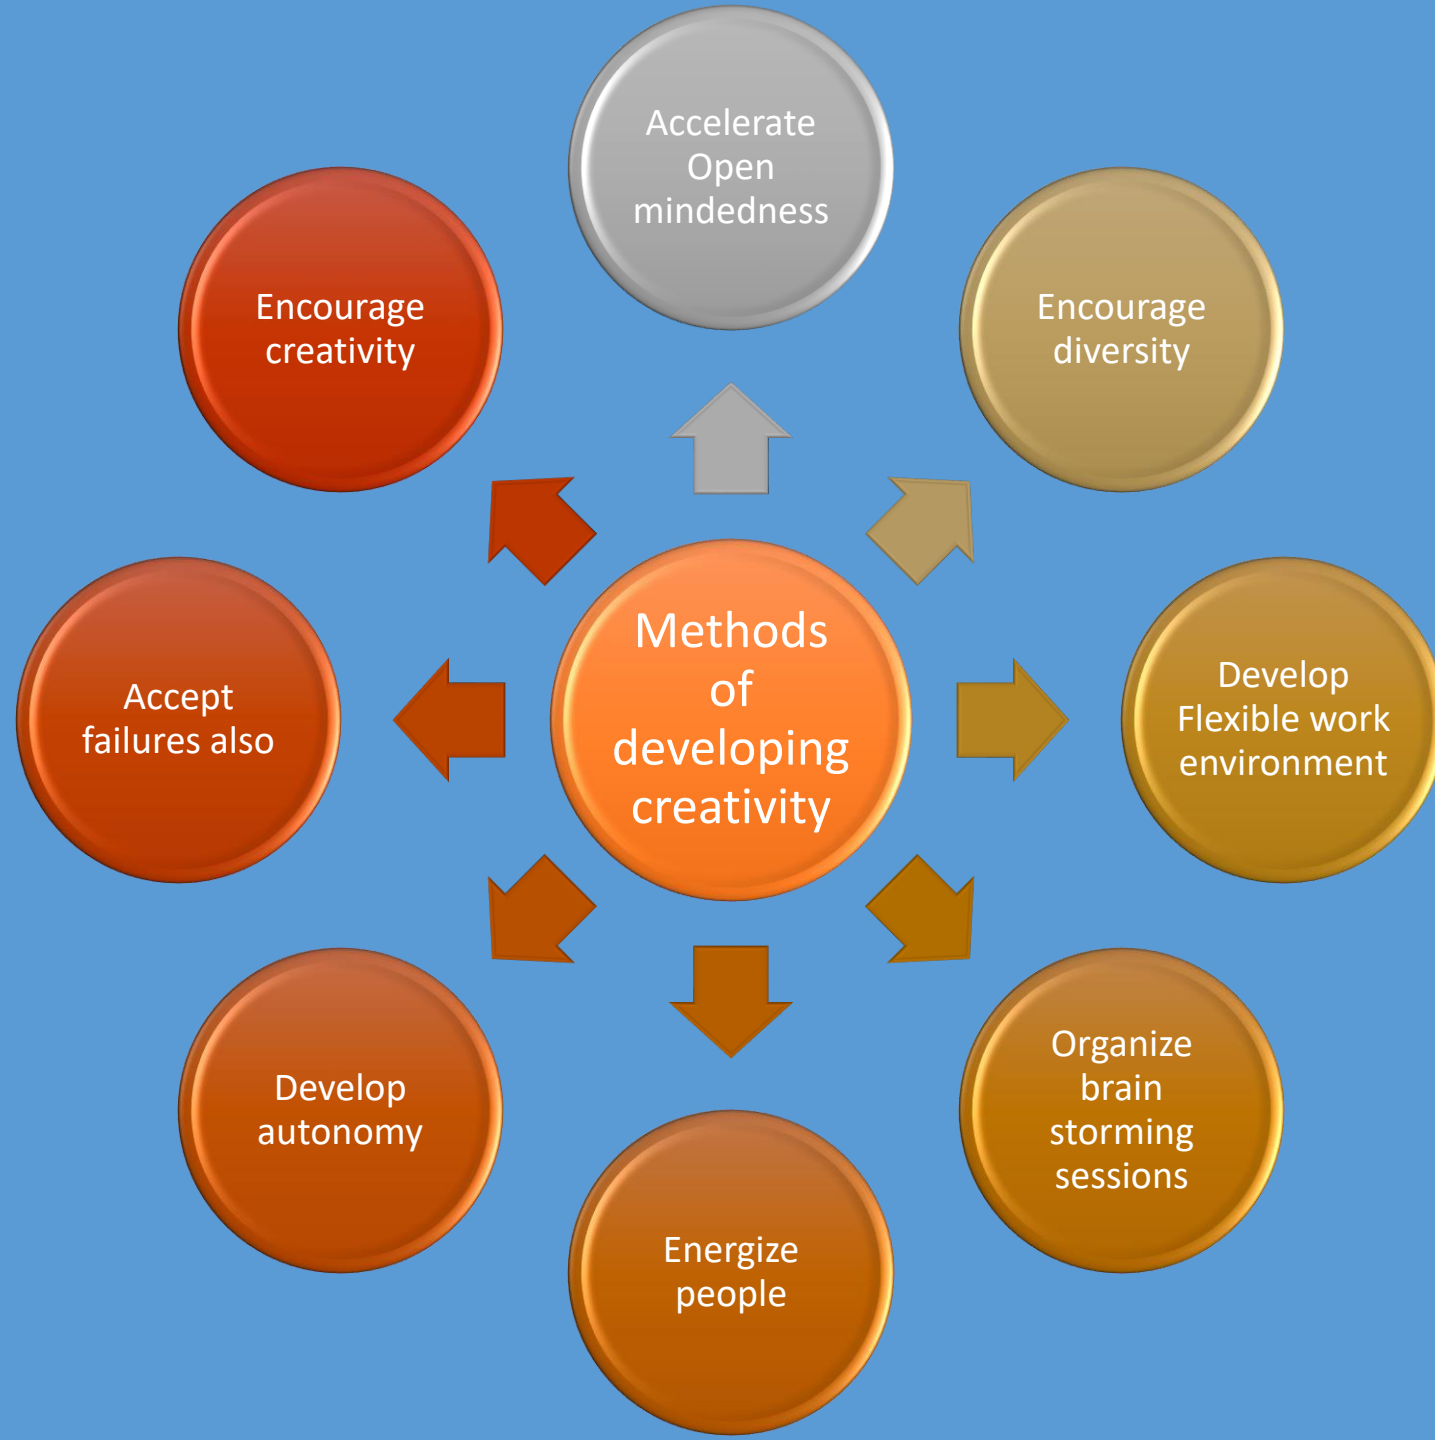 Accelerate
Open
mindedness
Encourage
diversity
Develop
Flexible work
environment
Organize
brain
storming
sessions
Energize
people
Develop
autonomy
Accept
failures also
Encourage
creativity
Methods
of
developing
creativity